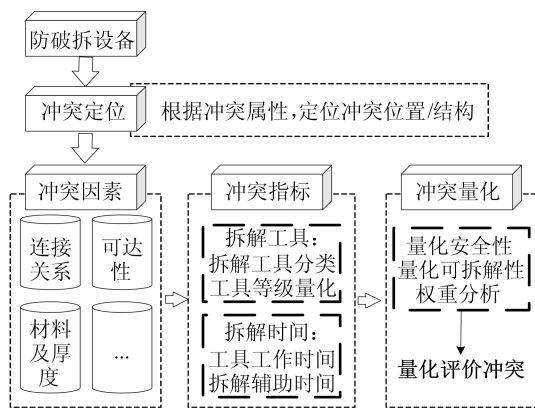 防破拆设备
冲突定位
根据冲突属性,定位冲突位置/结构
冲突因素
连接
关系
可达
性
材料
及厚
度
...
冲突指标
拆解工具:
拆解工具分类
工具等级量化
拆解时间:
工具工作时间
拆解辅助时间
冲突量化
量化安全性
量化可拆解性
权重分析
量化评价冲突